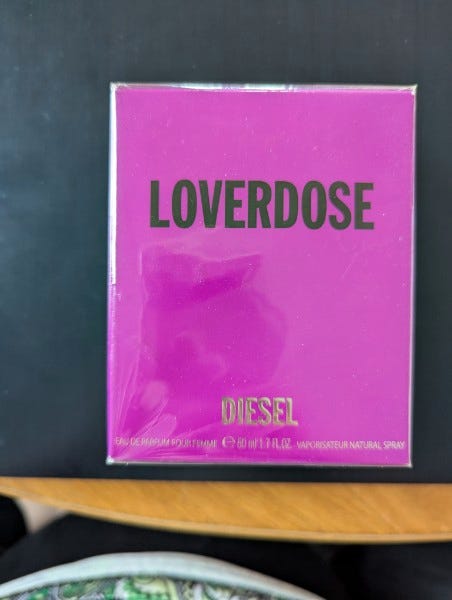 LOVERDOSE
DIESEL
EAU DE PARFUM POUR FEMME ℮ 50 ml 1.7 FL.OZ. VAPORISATEUR NATURAL SPRAY